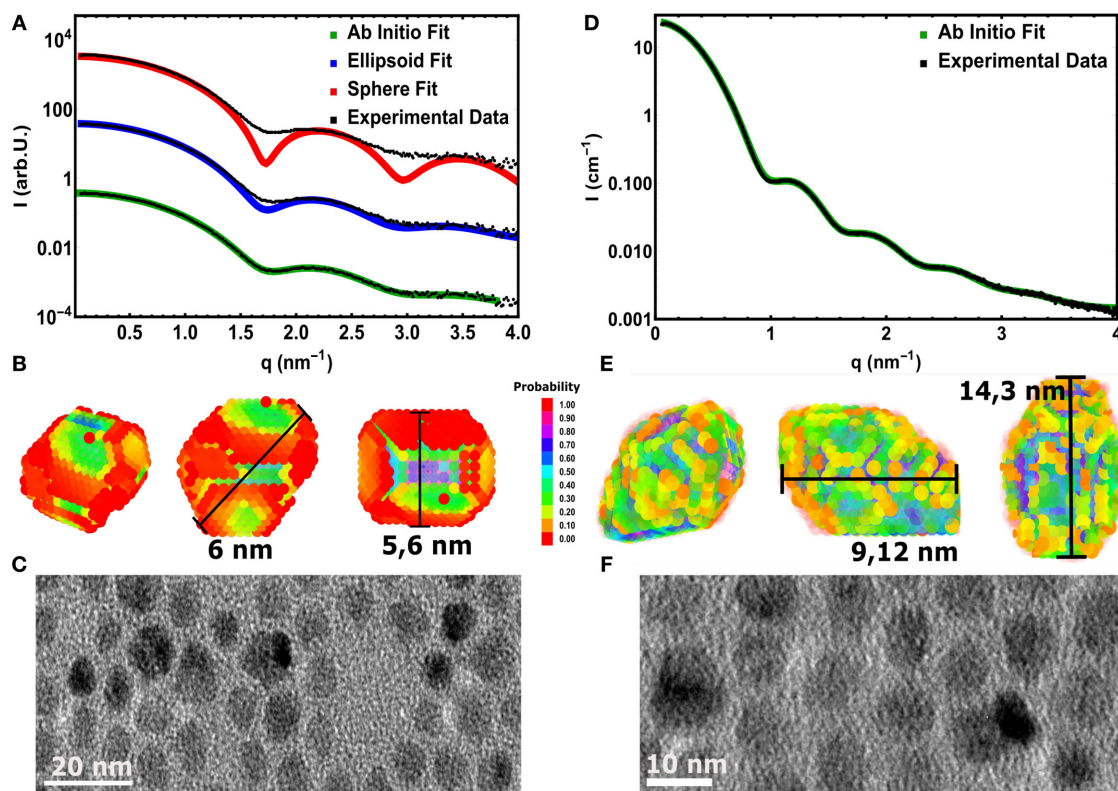 A
I (arb.U.)
10⁴
100
1
0.01
10⁻⁴
Ab Initio Fit
Ellipsoid Fit
Sphere Fit
Experimental Data
0.5 1.0 1.5 2.0 2.5 3.0 3.5 4.0
q (nm⁻¹)
D
I (cm⁻¹)
10
1
0.100
0.010
0.001
Ab Initio Fit
Experimental Data
0 1 2 3 4
q (nm⁻¹)
B
6 nm
5,6 nm
Probability
1.00
0.90
0.80
0.70
0.60
0.50
0.40
0.30
0.20
0.10
0.00
E
9,12 nm
14,3 nm
C
20 nm
F
10 nm